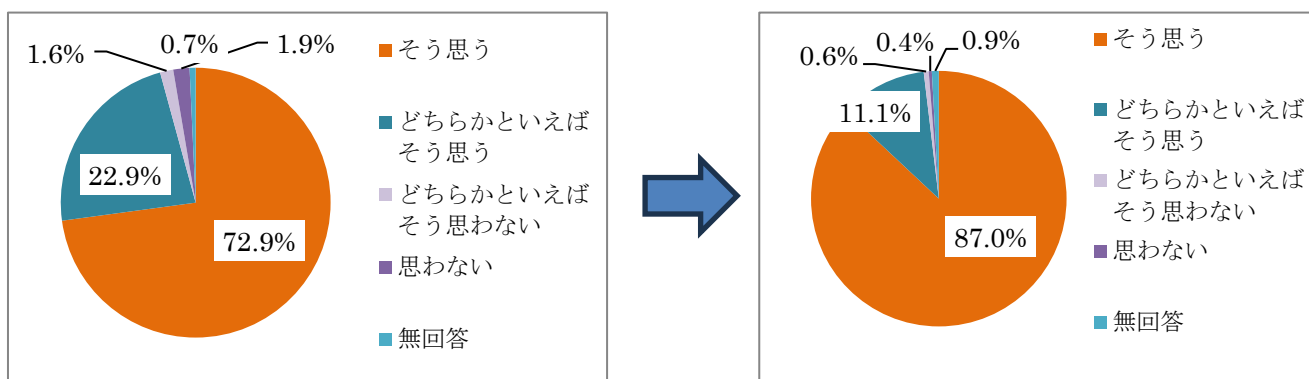 1.6%
0.7%
1.9%
22.9%
72.9%
そう思う
どちらかといえば
そう思う
どちらかといえば
そう思わない
思わない
無回答
0.6%
0.4%
0.9%
11.1%
87.0%
そう思う
どちらかといえば
そう思う
どちらかといえば
そう思わない
思わない
無回答